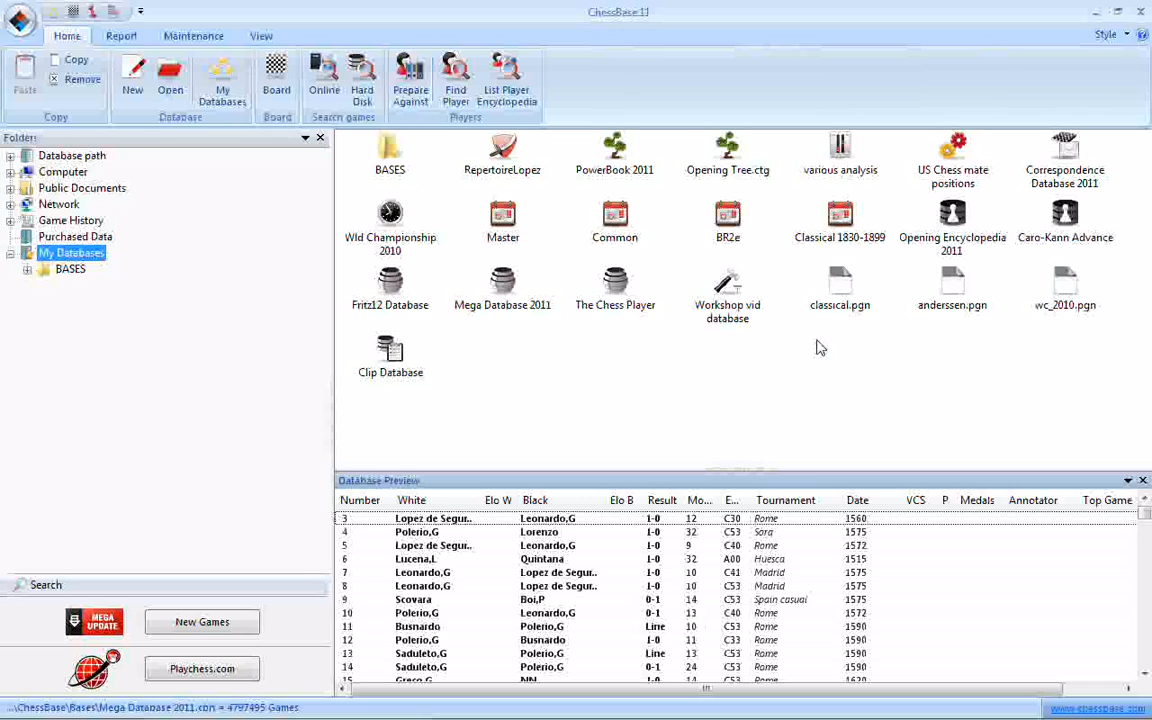 ChessBase 11
Home Report Maintenance View Style
Paste Copy Remove New Open My Databases Board Online Hard Disk Prepare Against Find Player List Player Encyclopedia
Copy Database Board Search games Players
Folders
Database path
Computer
Public Documents
Network
Game History
Purchased Data
My Databases
BASES
Search
MEGA UPDATE New Games
Playchess.com
BASES RepertoireLopez PowerBook 2011 Opening Tree.ctg various analysis US Chess mate positions Correspondence Database 2011
Wld Championship 2010 Master Common BR2e Classical 1830-1899 Opening Encyclopedia 2011 Caro-Kann Advance
Fritz12 Database Mega Database 2011 The Chess Player Workshop vid database classical.pgn anderssen.pgn wc_2010.pgn
Clip Database
Database Preview
Number White Elo W Black Elo B Result Mo... E... Tournament Date VCS P Medals Annotator Top Game
3 Lopez de Segur.. Leonardo,G 1-0 12 C30 Rome 1560
4 Polerio,G Lorenzo 1-0 32 C53 Sora 1575
5 Lopez de Segur.. Leonardo,G 1-0 9 C40 Rome 1572
6 Lucena,L Quintana 1-0 32 A00 Huesca 1515
7 Leonardo,G Lopez de Segur.. 1-0 10 C41 Madrid 1575
8 Leonardo,G Lopez de Segur.. 1-0 10 C53 Madrid 1575
9 Scovara Boi,P 0-1 14 C53 Spain casual 1575
10 Polerio,G Leonardo,G 0-1 13 C40 Rome 1572
11 Busnardo Polerio,G Line 10 C53 Rome 1590
12 Polerio,G Busnardo 1-0 11 C33 Rome 1590
13 Saduleto,G Polerio,G Line 13 C53 Rome 1590
14 Saduleto,G Polerio,G 0-1 24 C53 Rome 1590
15 Greco,G NN 1-0 14 C53 Rome 1620
...\ChessBase\Bases\Mega Database 2011.cbh = 4797495 Games
www.chessbase.com